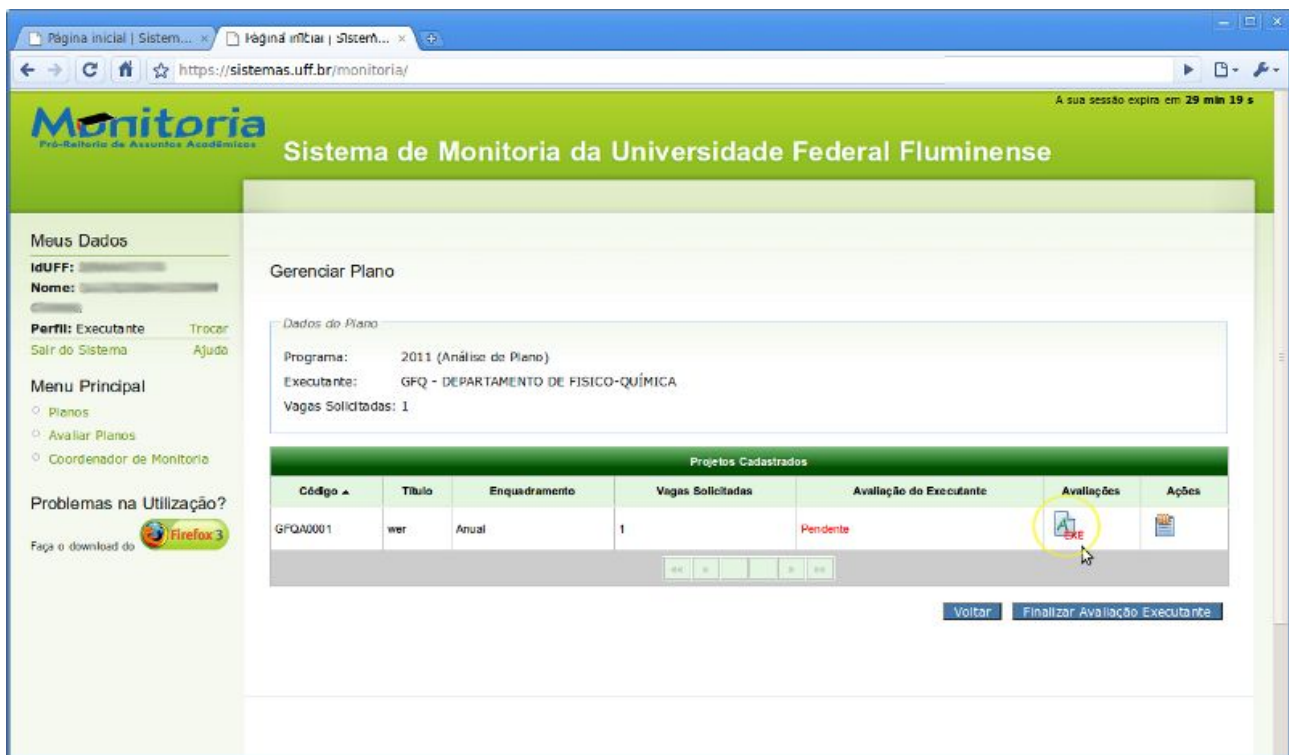 Página inicial | Sistem...
Página inicial | Sistem...
https://sistemas.uff.br/monitoria/
A sua sessão expira em 29 min 19 s
Monitoria
Pró-Reitoria de Assuntos Acadêmicos
Sistema de Monitoria da Universidade Federal Fluminense
Meus Dados
IdUFF:
Nome:
Perfil: Executante Trocar
Sair do Sistema Ajuda
Menu Principal
Planos
Avaliar Planos
Coordenador de Monitoria
Problemas na Utilização?
Faça o download do Firefox 3
Gerenciar Plano
Dados do Plano
Programa: 2011 (Análise de Plano)
Executante: GFQ - DEPARTAMENTO DE FISICO-QUÍMICA
Vagas Solicitadas: 1
Projetos Cadastrados
Código Título Enquadramento Vagas Solicitadas Avaliação do Executante Avaliações Ações
GFQA0001 wer Anual 1 Pendente EXE
Voltar Finalizar Avaliação Executante